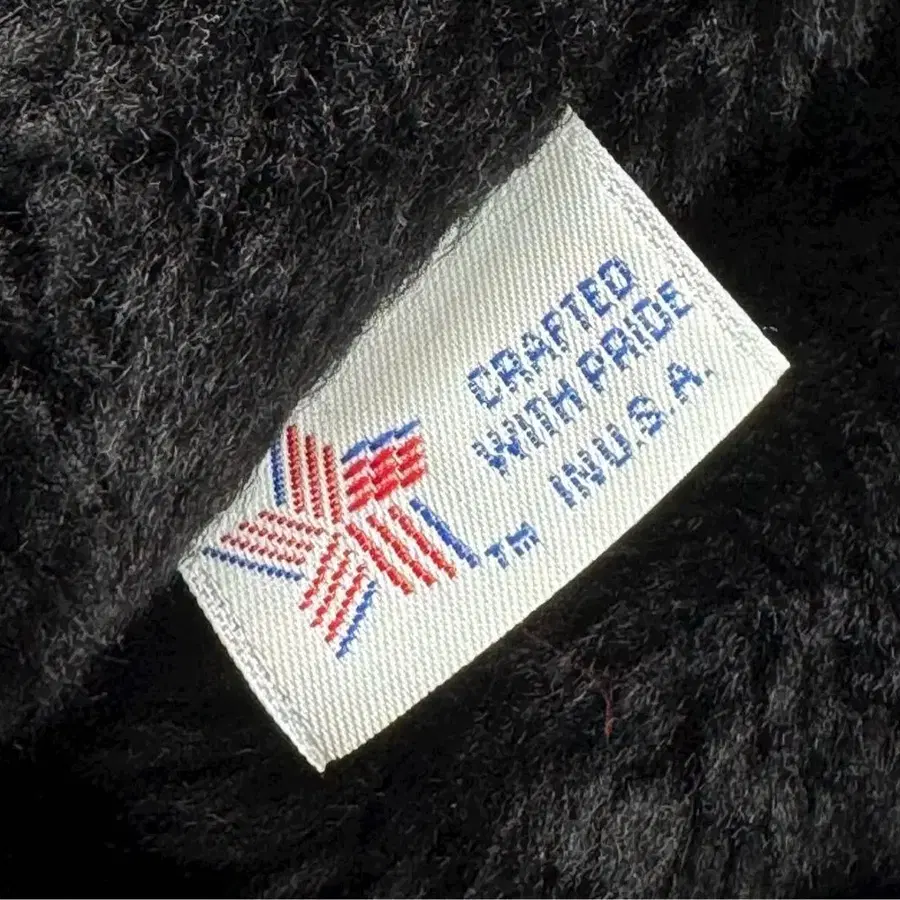 CRAFTED
WITH PRIDE
IN U.S.A.
TM